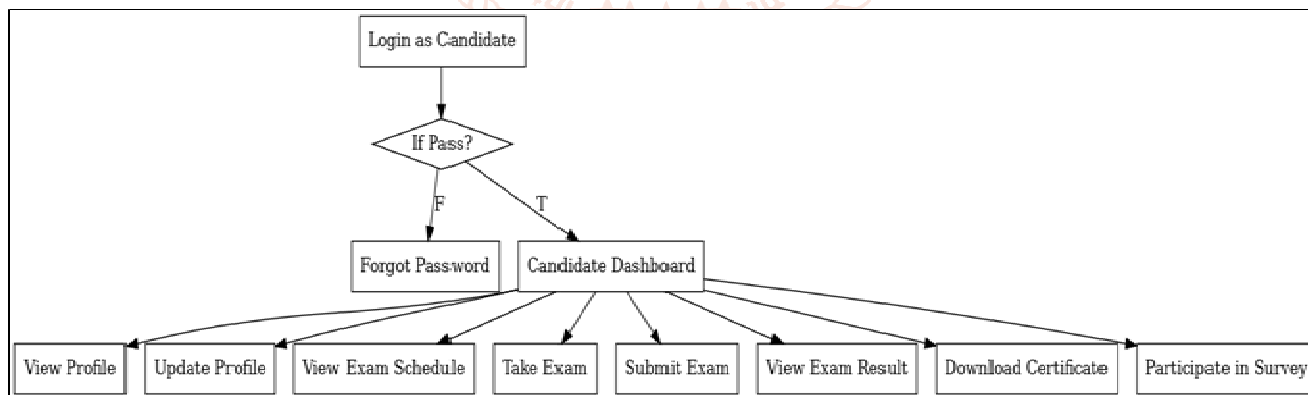 Login as Candidate
If Pass?
F
T
Forgot Password
Candidate Dashboard
View Profile
Update Profile
View Exam Schedule
Take Exam
Submit Exam
View Exam Result
Download Certificate
Participate in Survey